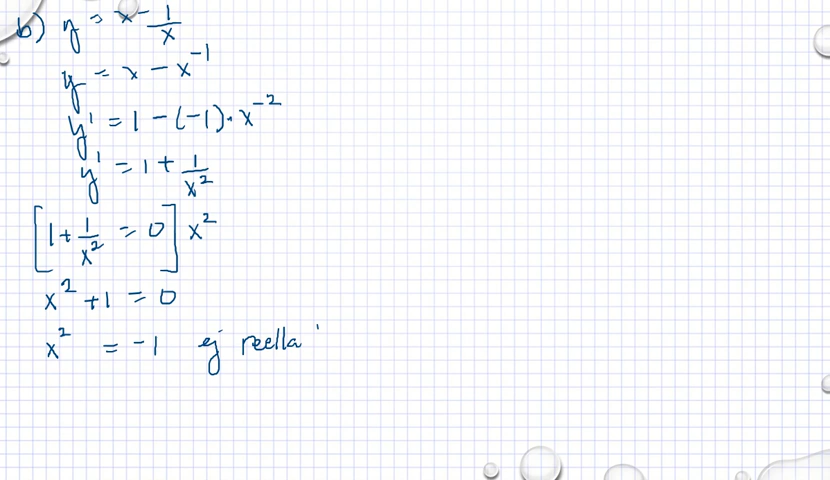 b) y = x - 1/x
y = x - x⁻¹
y' = 1 - (-1)·x⁻²
y' = 1 + 1/x²
[1 + 1/x² = 0] x²
x² + 1 = 0
x² = -1 ej reella